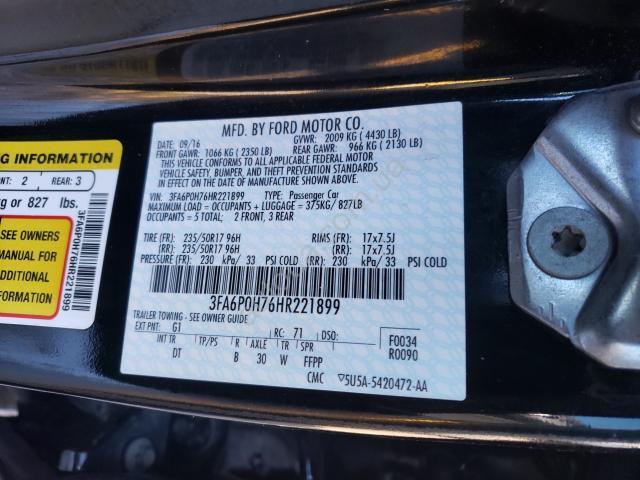 NG INFORMATION
NT: 2 REAR: 3
kg or 827 lbs.
SEE OWNERS
MANUAL
3FA6P0H76HR221899
MFD. BY FORD MOTOR CO.
DATE: 09/16 GVWR: 2009 KG ( 4430 LB)
FRONT GAWR: 1066 KG ( 2350 LB) REAR GAWR: 966 KG ( 2130 LB)
THIS VEHICLE CONFORMS TO ALL APPLICABLE FEDERAL MOTOR
VEHICLE SAFETY, BUMPER, AND THEFT PREVENTION STANDARDS
IN EFFECT ON THE DATE OF MANUFACTURE SHOWN ABOVE.
VIN: 3FA6P0H76HR221899 TYPE: Passenger Car
MAXIMUM LOAD = OCCUPANTS + LUGGAGE = 375KG/ 827LB
OCCUPANTS = 5 TOTAL: 2 FRONT, 3 REAR
TIRE (FR): 235/50R17 96H RIMS (FR): 17x7.5J
(RR): 235/50R17 96H (RR): 17x7.5J
PRESSURE (FR): 230 kPa/ 33 PSI COLD (RR): 230 kPa/ 33 PSI COLD
3FA6P0H76HR221899
TRAILER TOWING - SEE OWNER GUIDE
EXT PNT: G1 RC: 71 DSO: F0034
INT TR TP/PS R AXLE TR SPR R0090
DT B 30 W FFPP
CMC ▽5U5A-5420472-AA